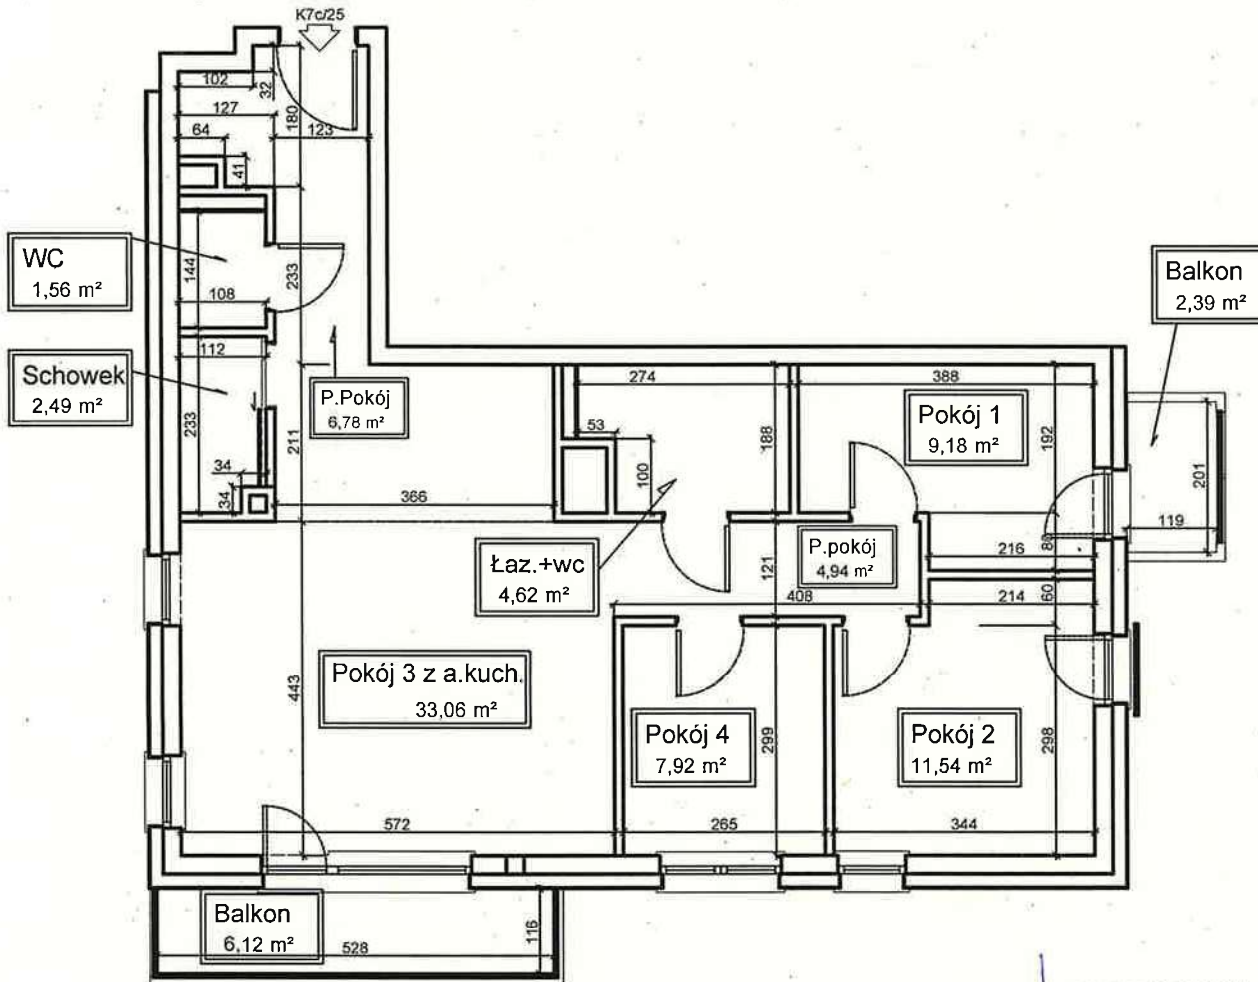 K7c/25
102
32
127
180
123
64
41
WC
1,56 m²
144
108
233
Balkon
2,39 m²
Schowek
2,49 m²
112
P.Pokój
6,78 m²
274
388
Pokój 1
9,18 m²
233
211
53
188
192
100
201
34
34
366
119
Łaz.+wc
4,62 m²
121
P.pokój
4,94 m²
216
80
408
214
60
Pokój 3 z a.kuch.
33,06 m²
443
Pokój 4
7,92 m²
299
Pokój 2
11,54 m²
298
572
265
344
Balkon
6,12 m²
528
116